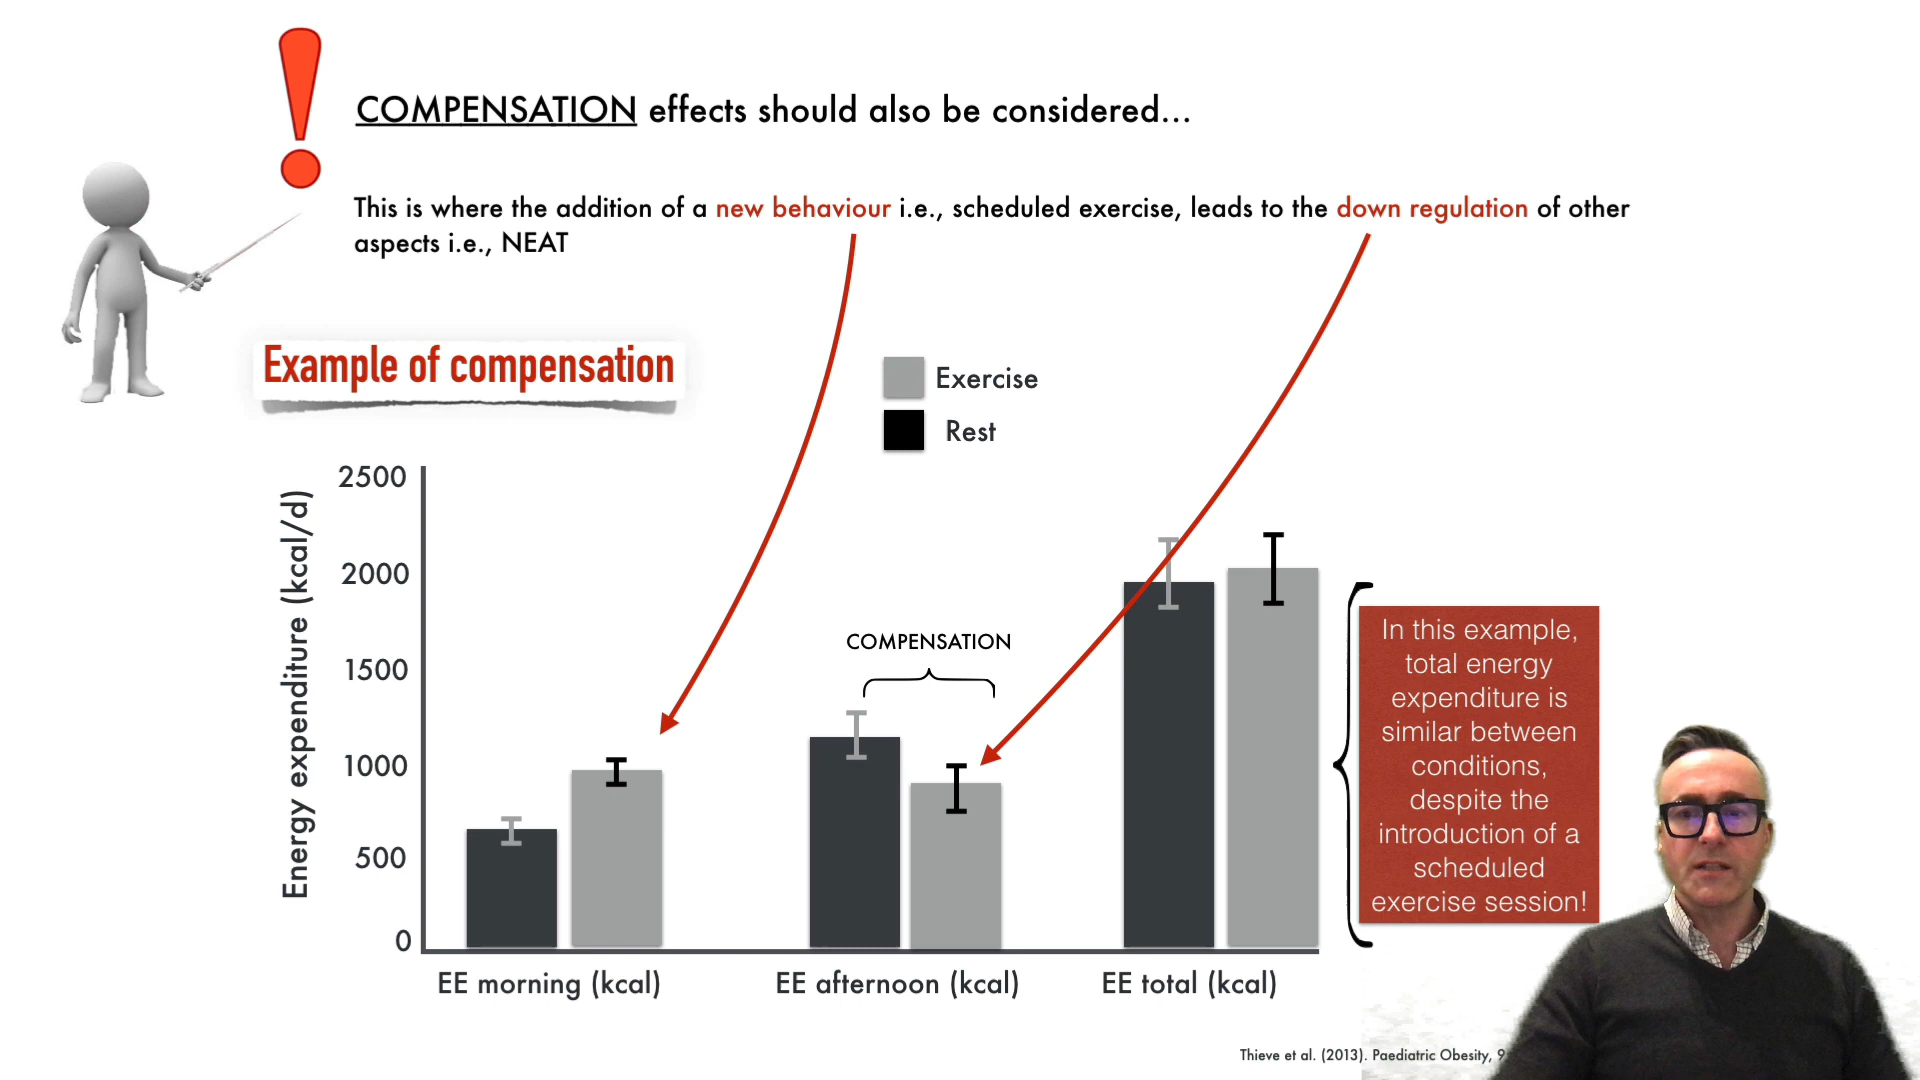 COMPENSATION effects should also be considered...
This is where the addition of a new behaviour i.e., scheduled exercise, leads to the down regulation of other
aspects i.e., NEAT
Example of compensation
Exercise
Rest
Energy expenditure (kcal/d)
2500
2000
1500
1000
500
0
COMPENSATION
EE morning (kcal)
EE afternoon (kcal)
EE total (kcal)
In this example,
total energy
expenditure is
similar between
conditions,
despite the
introduction of a
scheduled
exercise session!
Thieve et al. (2013). Paediatric Obesity, 9